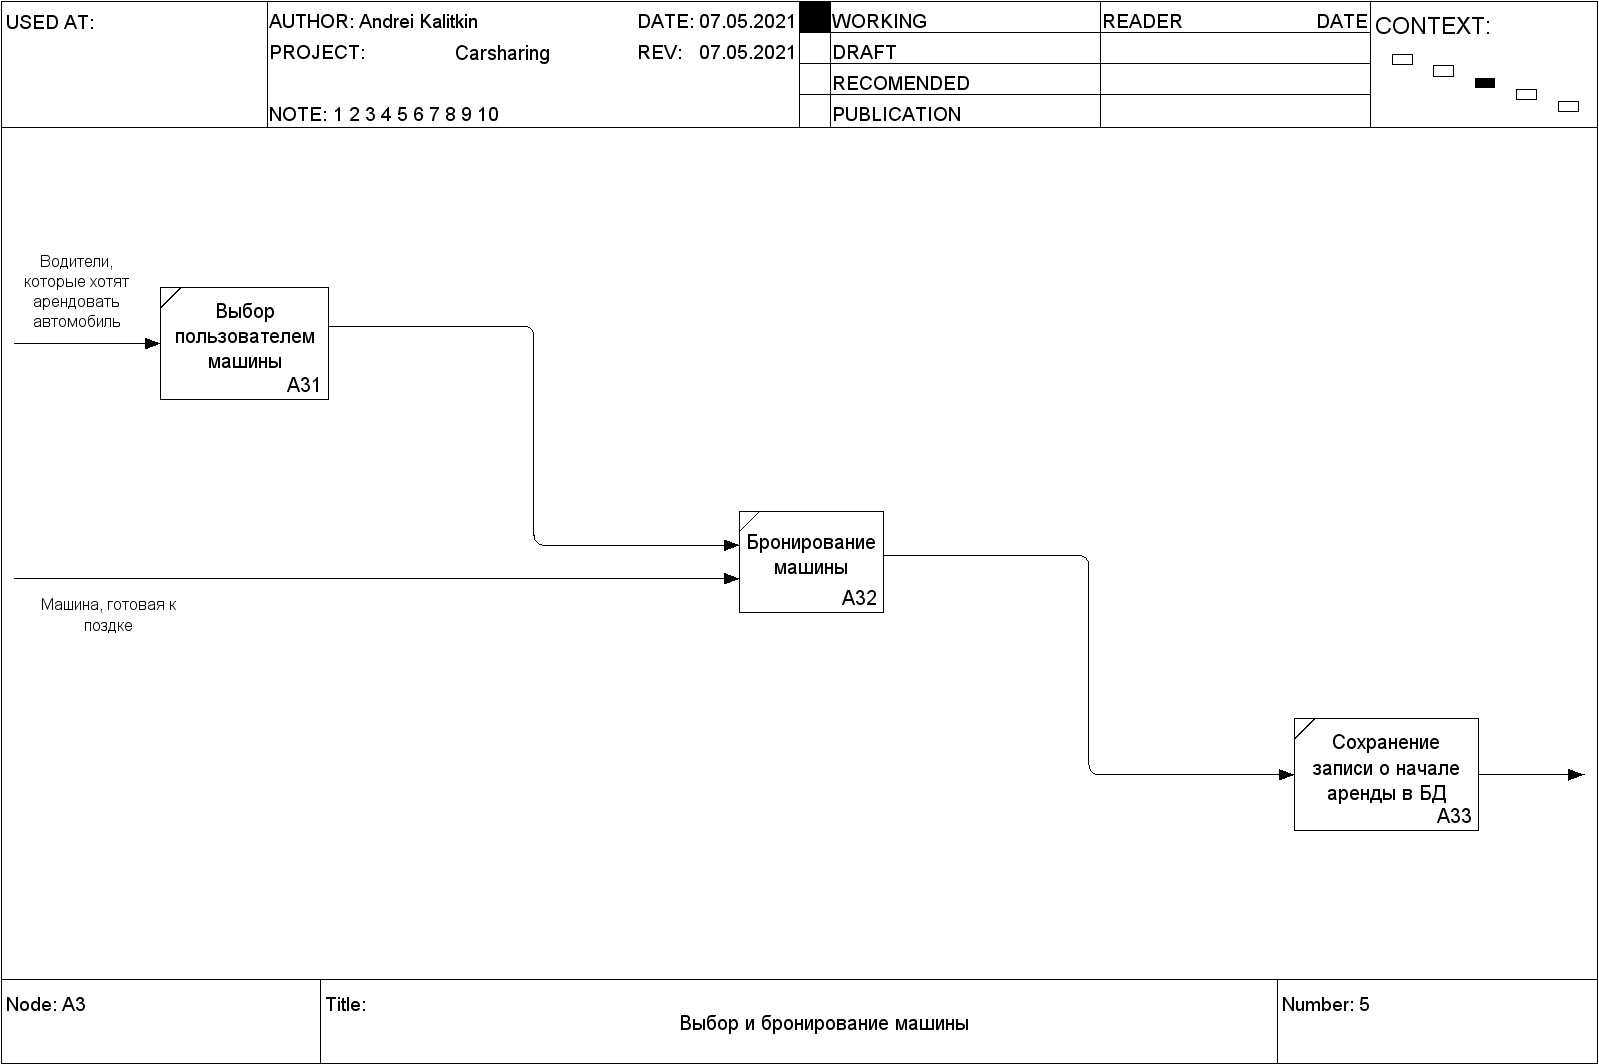 USED AT:
AUTHOR: Andrei Kalitkin
DATE: 07.05.2021
PROJECT: Carsharing
REV: 07.05.2021
NOTE: 1 2 3 4 5 6 7 8 9 10
WORKING
DRAFT
RECOMENDED
PUBLICATION
READER DATE
CONTEXT:
Водители,
которые хотят
арендовать
автомобиль
Выбор
пользователем
машины
A31
Бронирование
машины
A32
Машина, готовая к
поздке
Сохранение
записи о начале
аренды в БД
A33
Node: A3
Title:
Выбор и бронирование машины
Number: 5